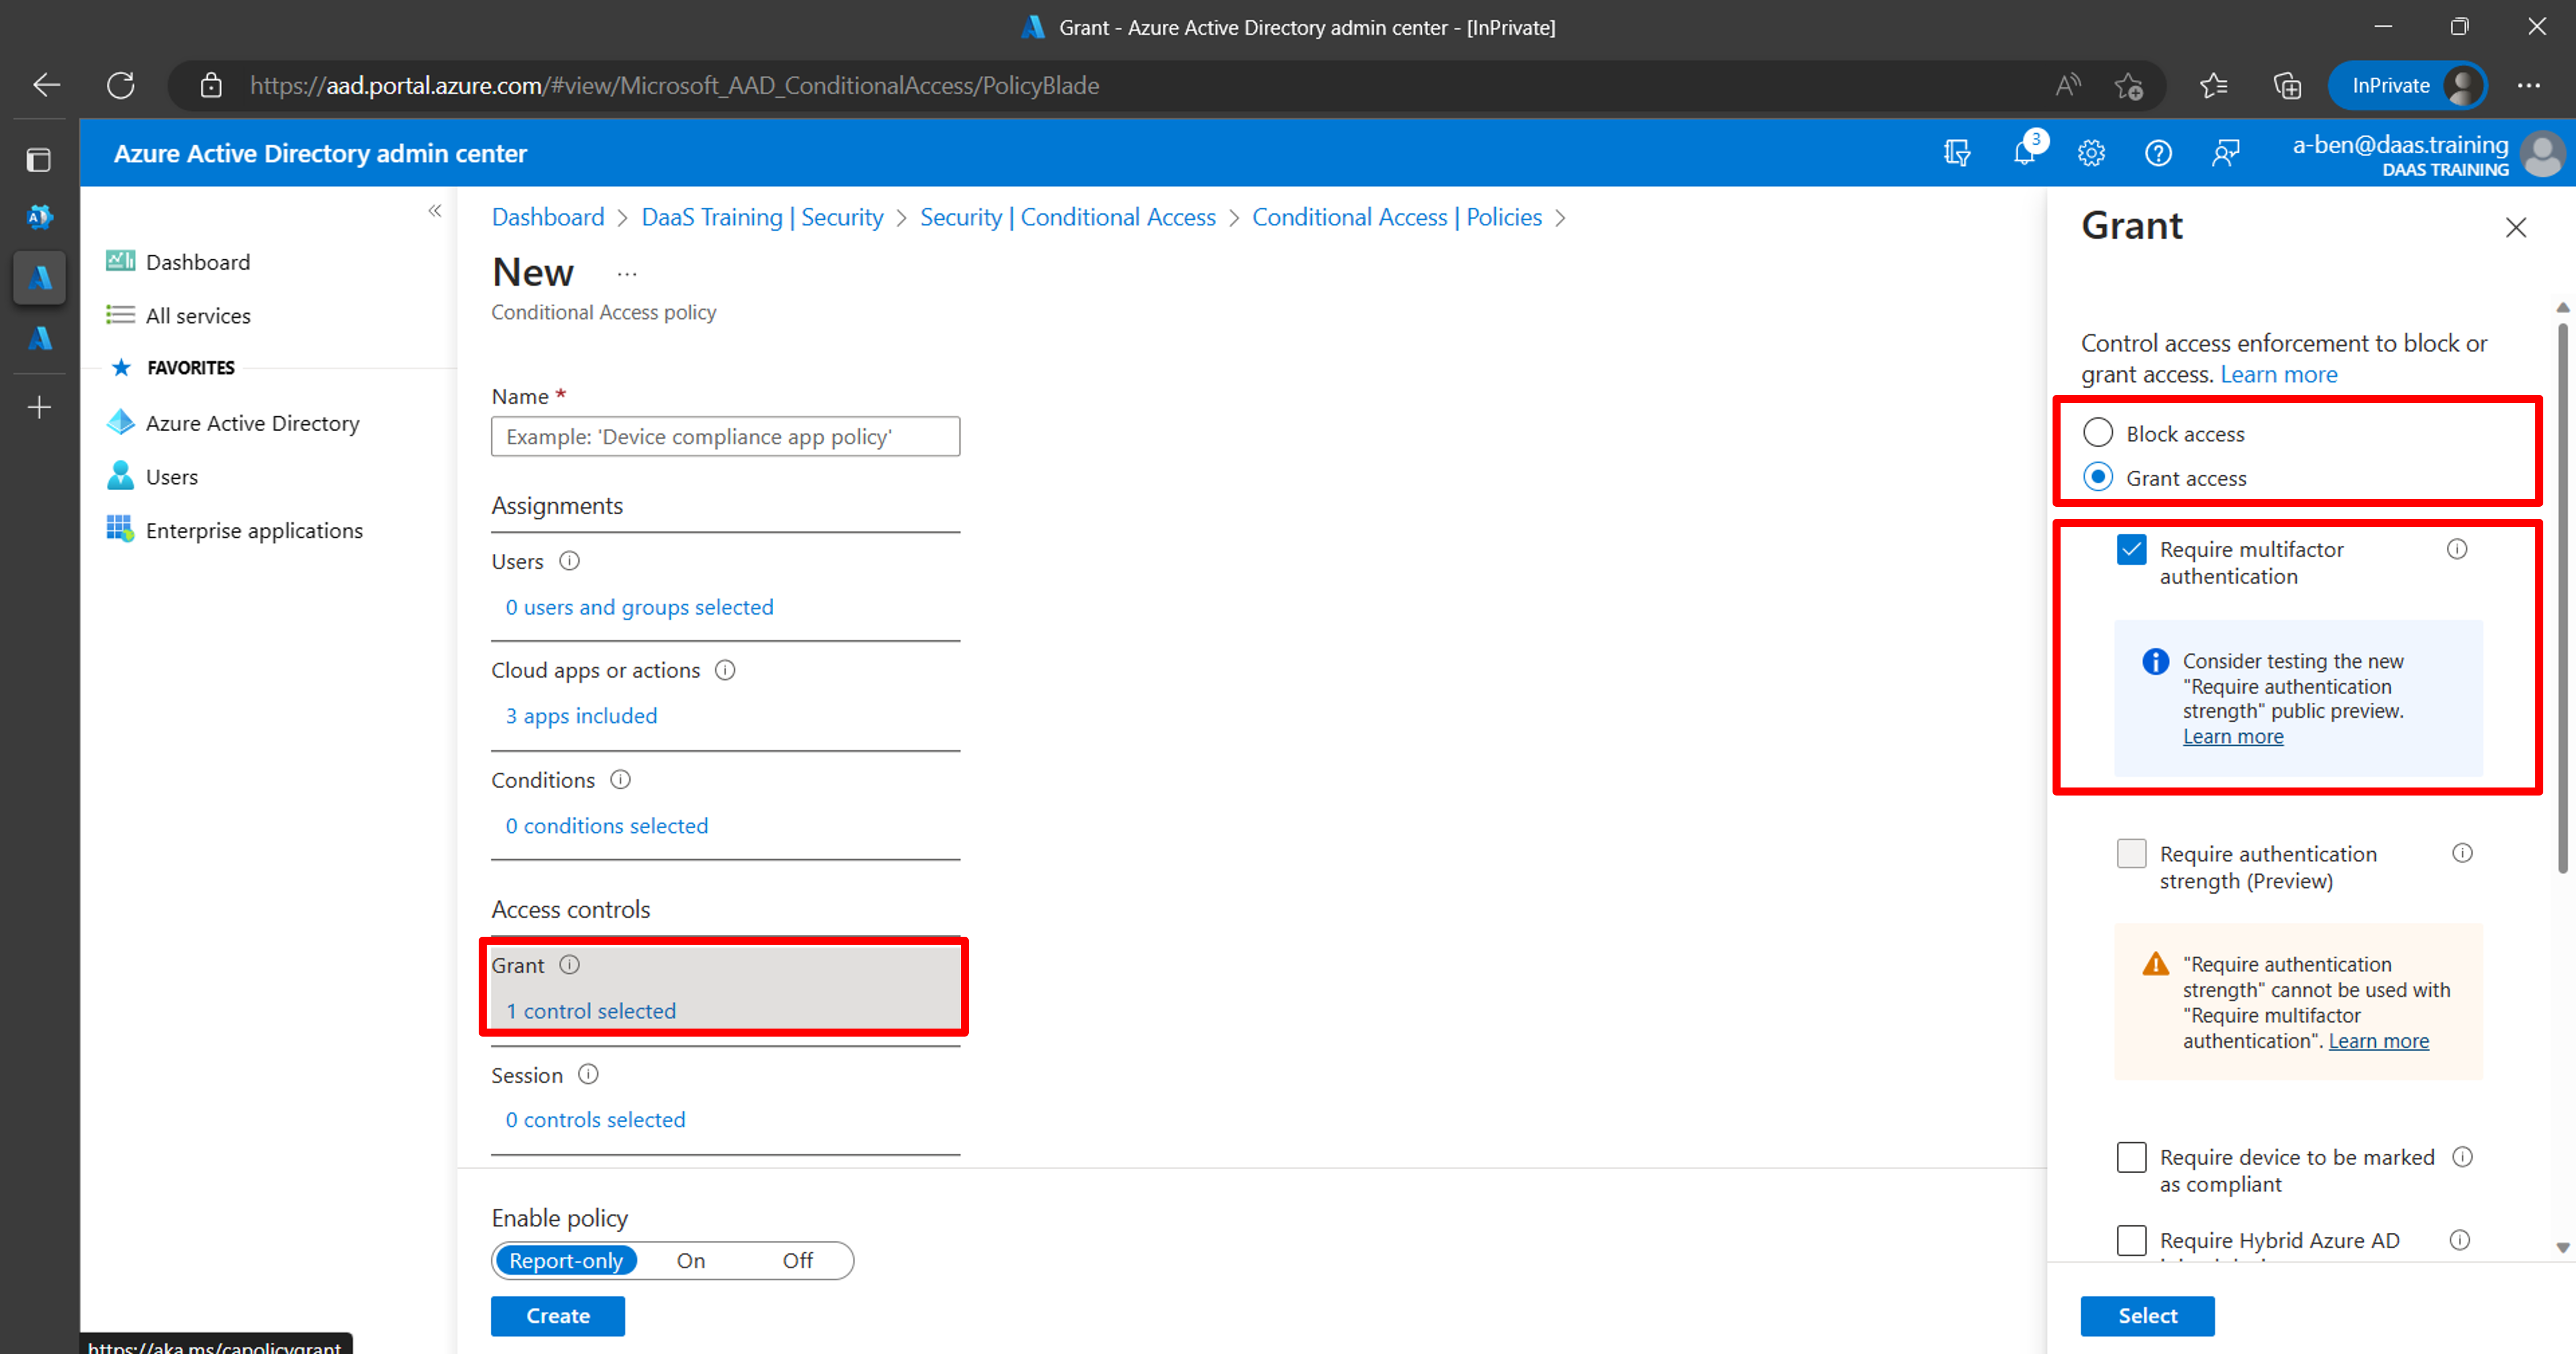 Grant - Azure Active Directory admin center - [InPrivate]
https://aad.portal.azure.com/#view/Microsoft_AAD_ConditionalAccess/PolicyBlade
InPrivate
Azure Active Directory admin center
3
a-ben@daas.training
DAAS TRAINING
Dashboard
All services
FAVORITES
Azure Active Directory
Users
Enterprise applications
Dashboard > DaaS Training | Security > Security | Conditional Access > Conditional Access | Policies >
New ...
Conditional Access policy
Name *
Example: 'Device compliance app policy'
Assignments
Users
0 users and groups selected
Cloud apps or actions
3 apps included
Conditions
0 conditions selected
Access controls
Grant
1 control selected
Session
0 controls selected
Enable policy
Report-only On Off
Create
https://aka.ms/capolicygrant
Grant
Control access enforcement to block or
grant access. Learn more
Block access
Grant access
Require multifactor
authentication
Consider testing the new
"Require authentication
strength" public preview.
Learn more
Require authentication
strength (Preview)
"Require authentication
strength" cannot be used with
"Require multifactor
authentication". Learn more
Require device to be marked
as compliant
Require Hybrid Azure AD
Select